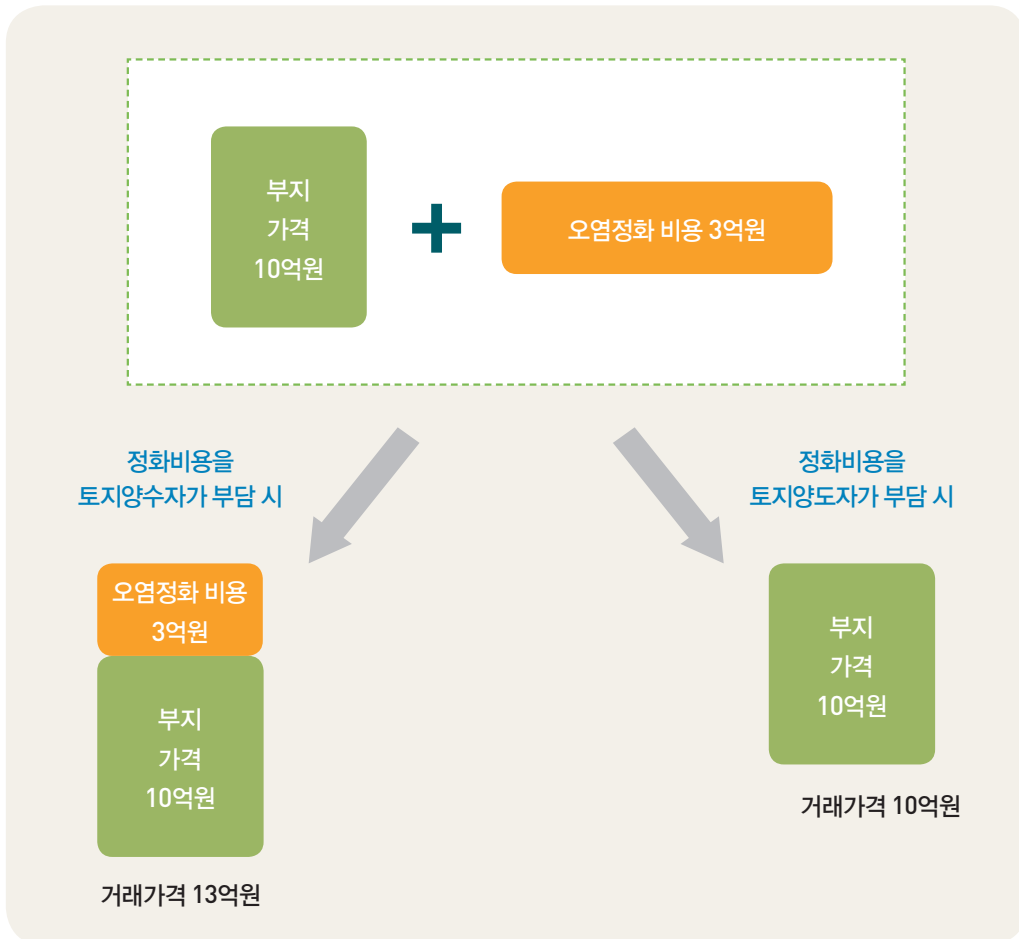 부지
가격
10억원
오염정화 비용 3억원
정화비용을
토지양수자가 부담 시
정화비용을
토지양도자가 부담 시
오염정화 비용
3억원
부지
가격
10억원
거래가격 13억원
부지
가격
10억원
거래가격 10억원